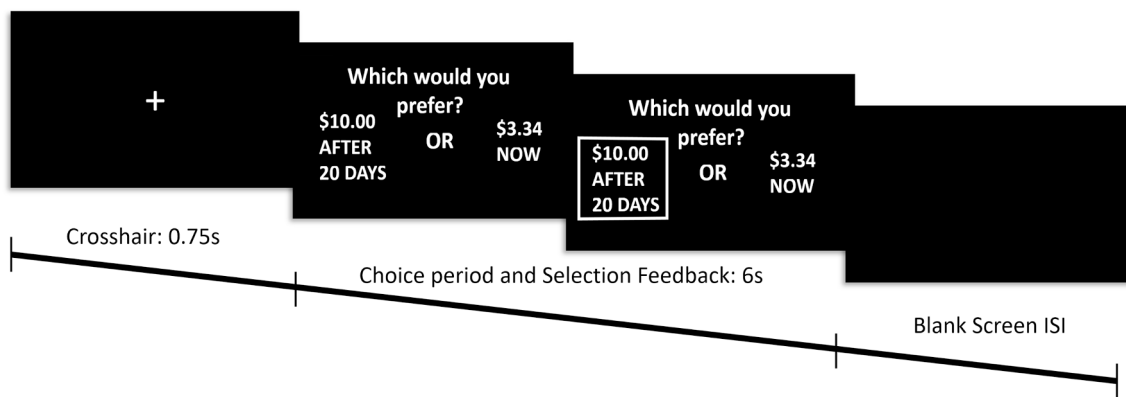 +
Which would you
prefer?
$10.00
AFTER
20 DAYS
OR
$3.34
NOW
Which would you
prefer?
$10.00
AFTER
20 DAYS
OR
$3.34
NOW
Crosshair: 0.75s
Choice period and Selection Feedback: 6s
Blank Screen ISI